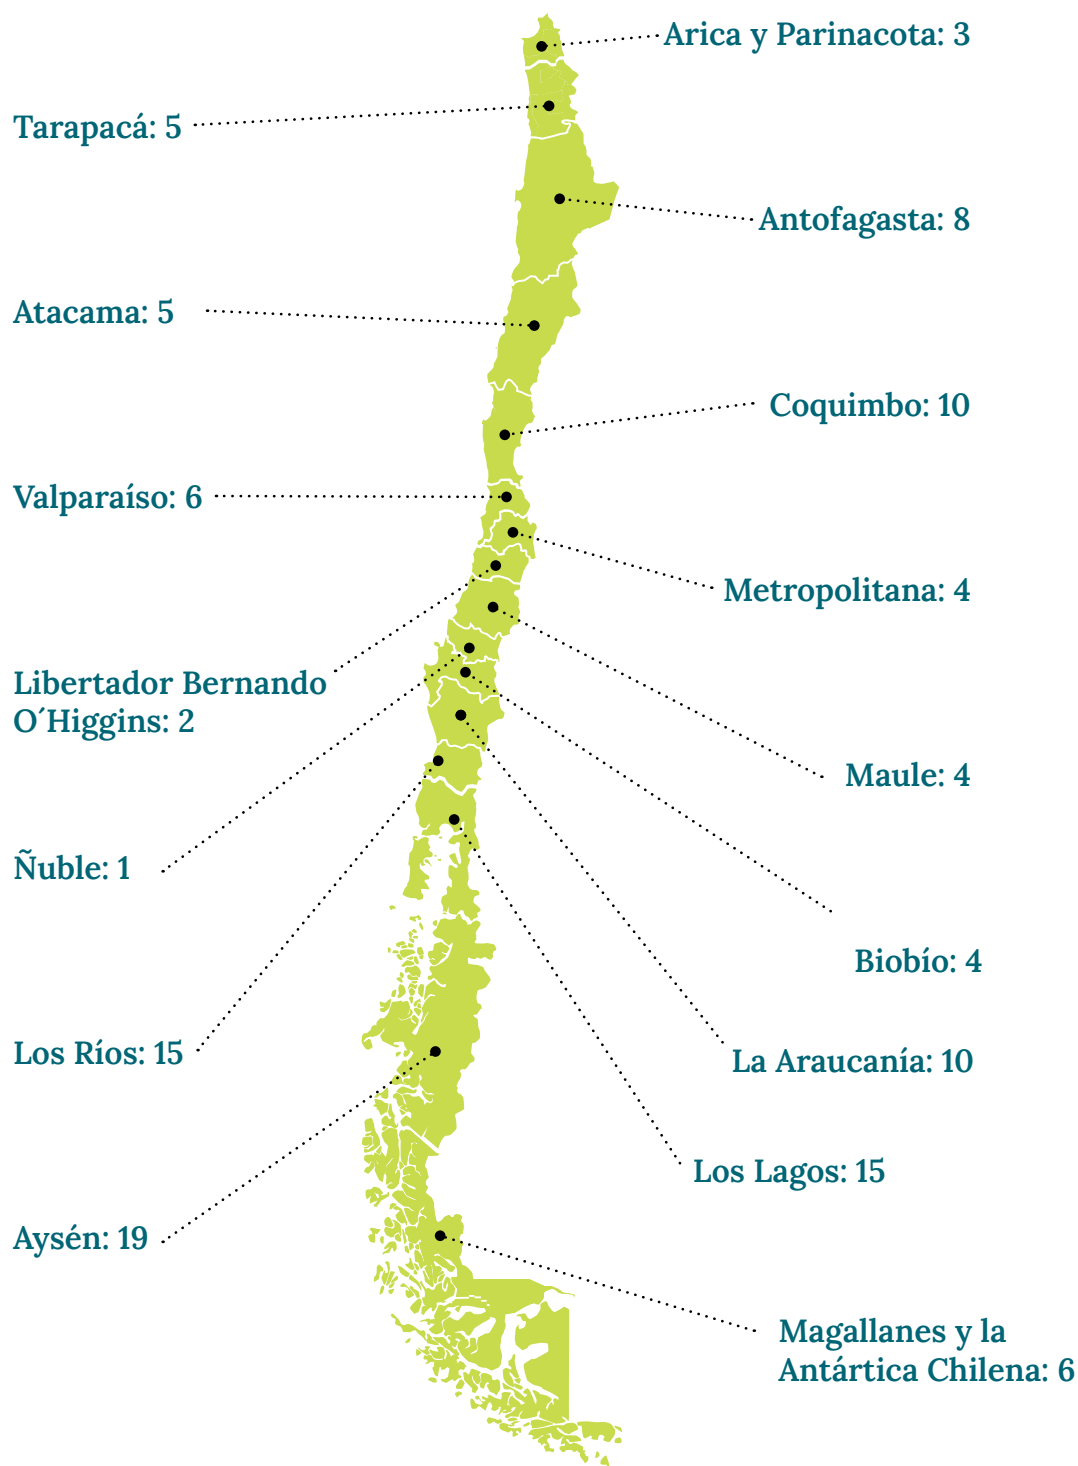 Arica y Parinacota: 3
Tarapacá: 5
Antofagasta: 8
Atacama: 5
Coquimbo: 10
Valparaíso: 6
Metropolitana: 4
Libertador Bernando
O´Higgins: 2
Maule: 4
Ñuble: 1
Biobío: 4
Los Ríos: 15
La Araucanía: 10
Los Lagos: 15
Aysén: 19
Magallanes y la
Antártica Chilena: 6